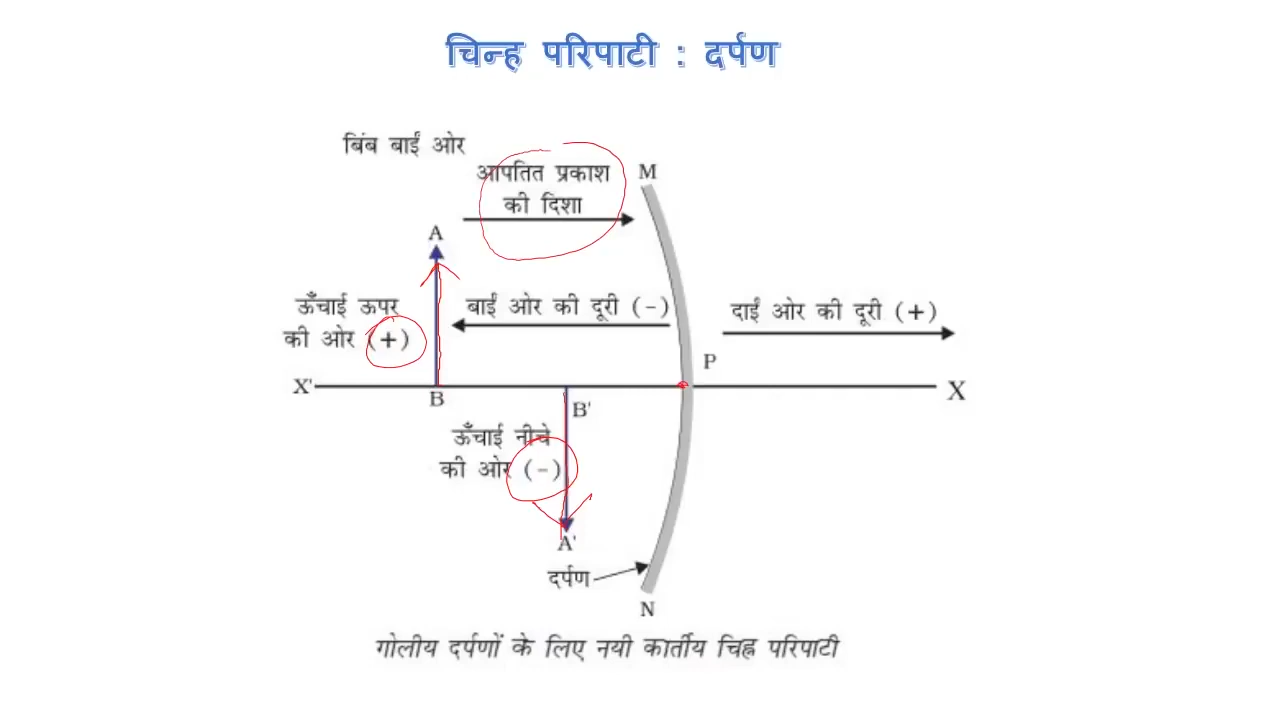 चिन्ह परिपाटी : दर्पण
बिंब बाईं ओर
आपतित प्रकाश
की दिशा
M
A
ऊँचाई ऊपर
की ओर (+)
बाईं ओर की दूरी (-)
दाईं ओर की दूरी (+)
P
X'
B
X
B'
ऊँचाई नीचे
की ओर (-)
A'
दर्पण
N
गोलीय दर्पणों के लिए नयी कार्तीय चिह्न परिपाटी